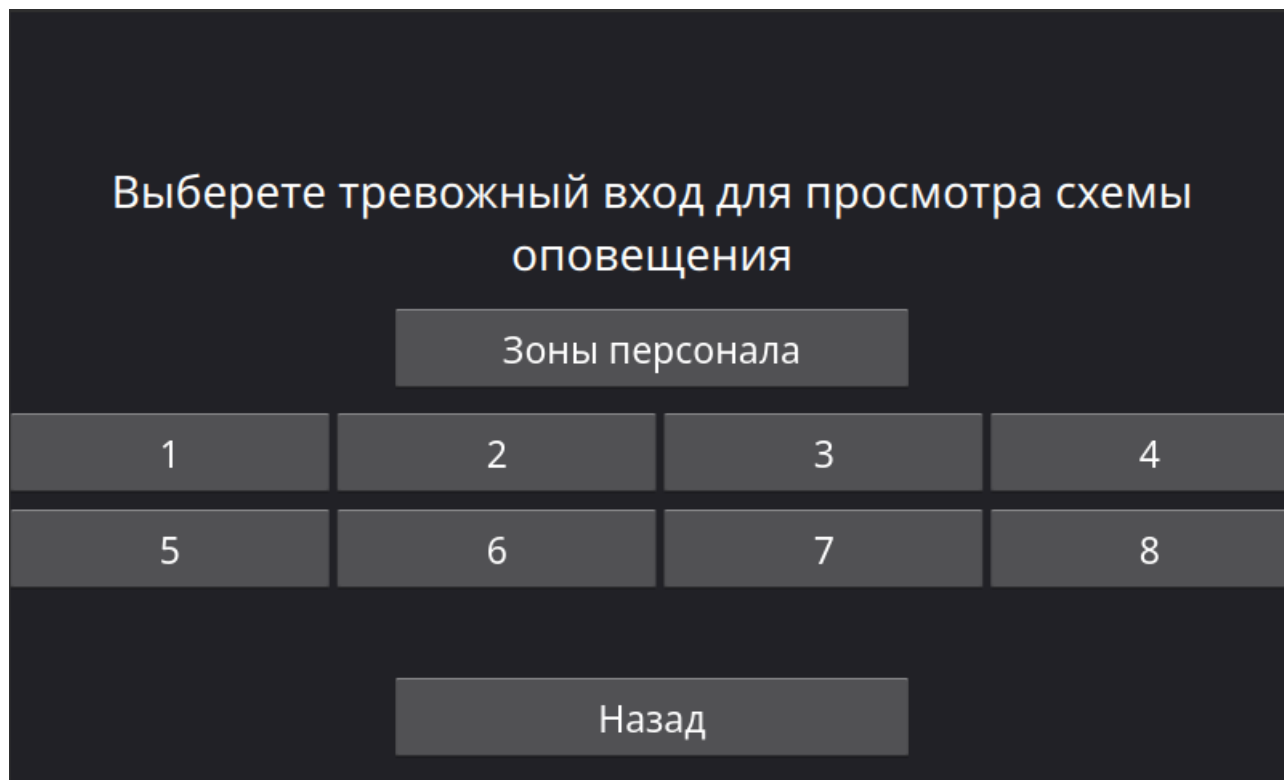 Выберете тревожный вход для просмотра схемы
оповещения
Зоны персонала
1 2 3 4
5 6 7 8
Назад